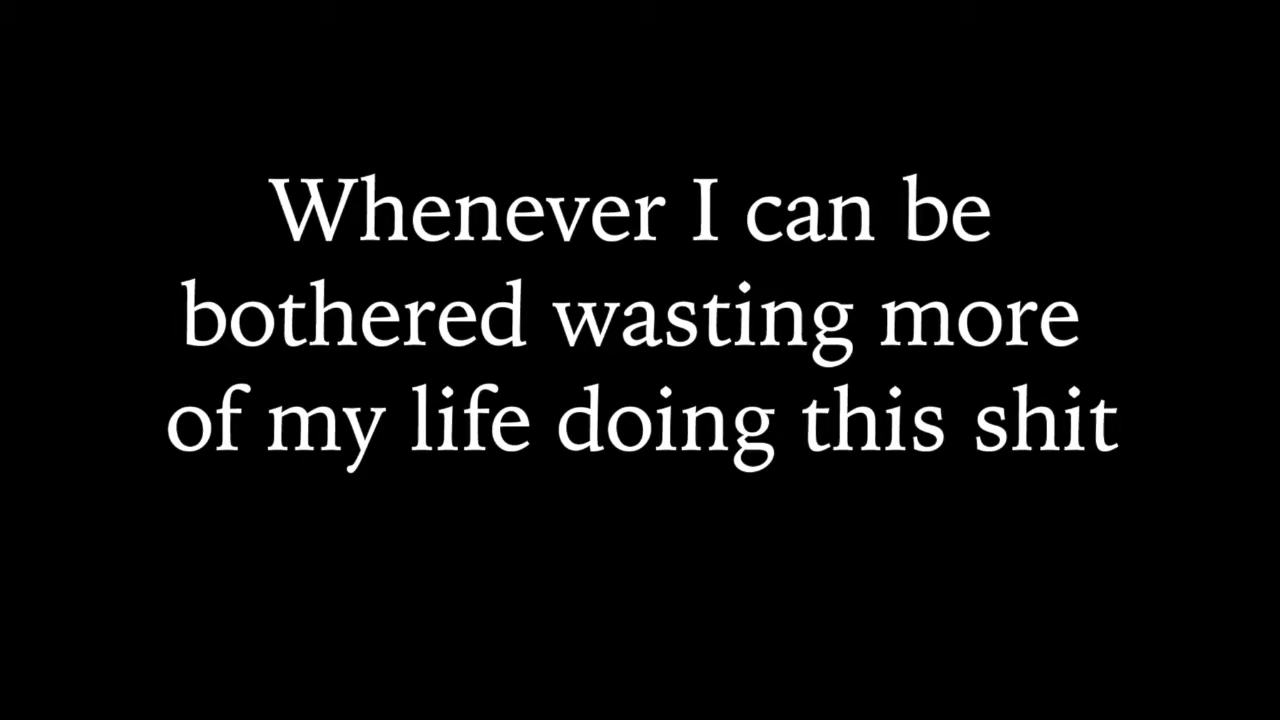 Whenever I can be
bothered wasting more
of my life doing this shit